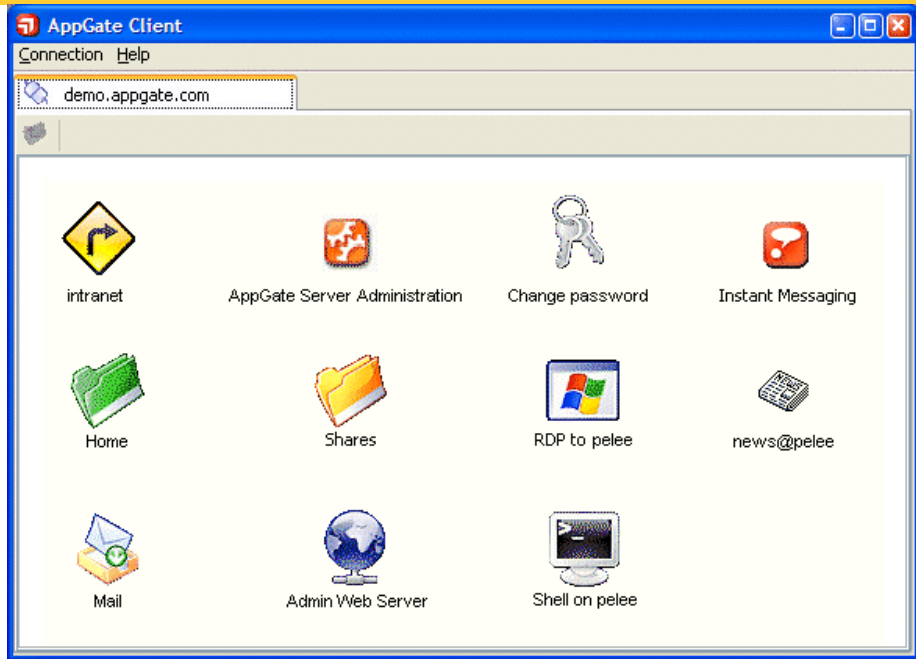 AppGate Client
Connection Help
demo.appgate.com
intranet AppGate Server Administration Change password Instant Messaging
Home Shares RDP to pelee news@pelee
Mail Admin Web Server Shell on pelee
NEWS
>_